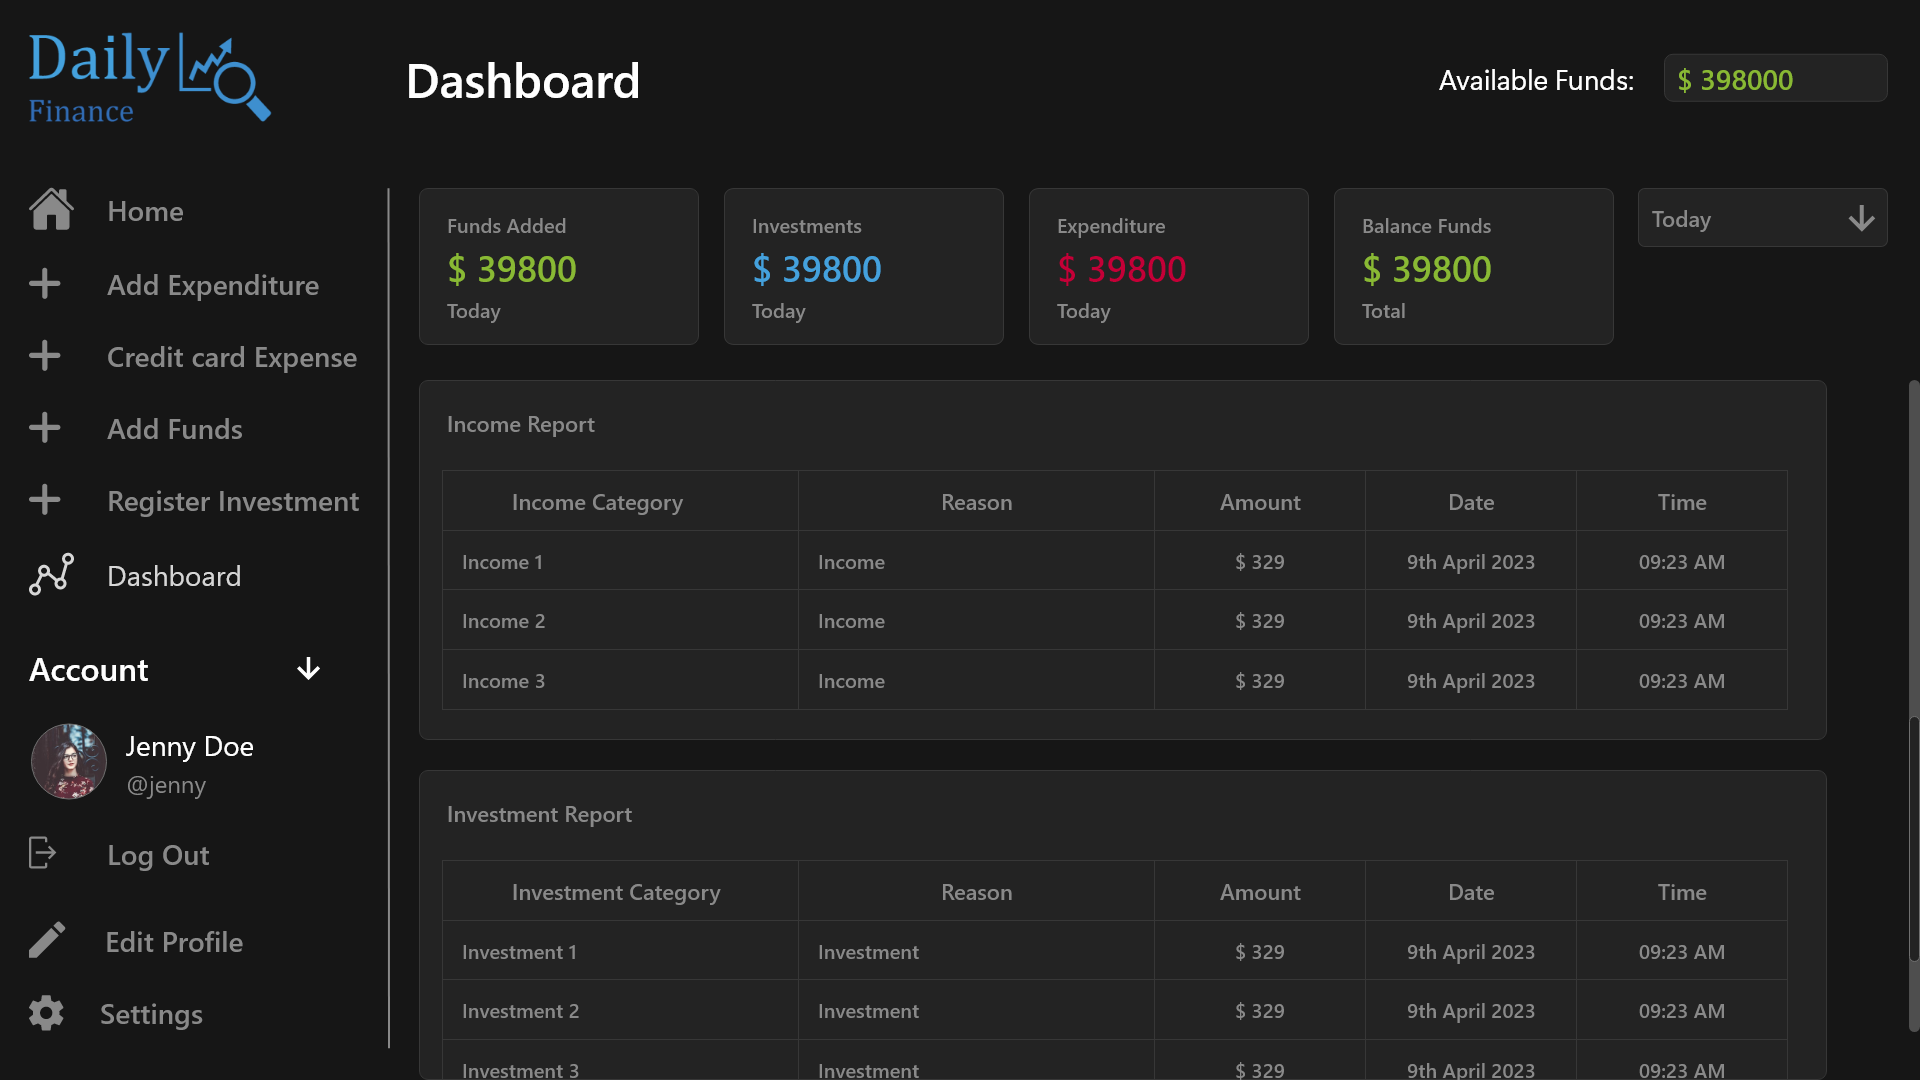 Daily
Finance
Dashboard
Available Funds:
$ 398000
Home
Add Expenditure
Credit card Expense
Add Funds
Register Investment
Dashboard
Account
Jenny Doe
@jenny
Log Out
Edit Profile
Settings
Funds Added
$ 39800
Today
Investments
$ 39800
Today
Expenditure
$ 39800
Today
Balance Funds
$ 39800
Total
Today
Income Report
Income Category Reason Amount Date Time
Income 1 Income $ 329 9th April 2023 09:23 AM
Income 2 Income $ 329 9th April 2023 09:23 AM
Income 3 Income $ 329 9th April 2023 09:23 AM
Investment Report
Investment Category Reason Amount Date Time
Investment 1 Investment $ 329 9th April 2023 09:23 AM
Investment 2 Investment $ 329 9th April 2023 09:23 AM
Investment 3 Investment $ 329 9th April 2023 09:23 AM